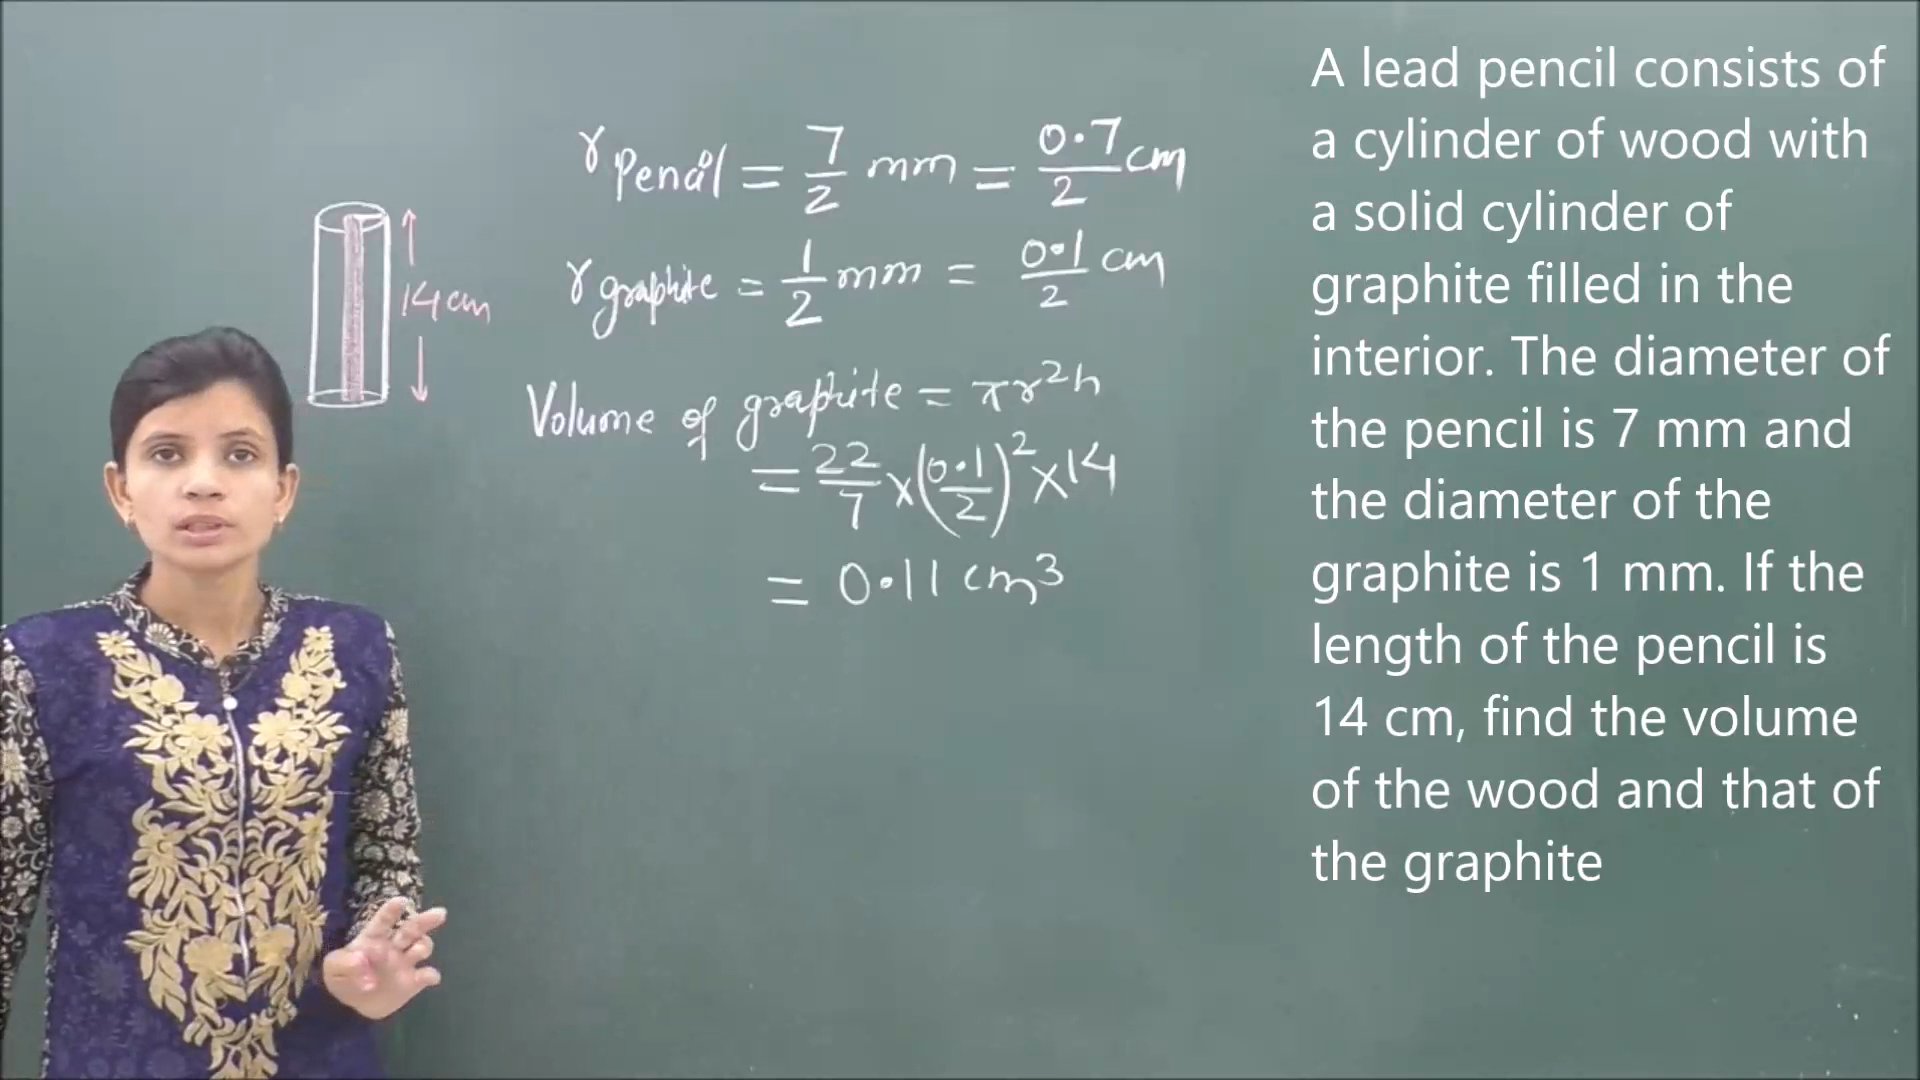 r pencil = 7/2 mm = 0.7/2 cm
r graphite = 1/2 mm = 0.1/2 cm
14 cm
Volume of graphite = πr²h
= 22/7 × (0.1/2)² × 14
= 0.11 cm³
A lead pencil consists of
a cylinder of wood with
a solid cylinder of
graphite filled in the
interior. The diameter of
the pencil is 7 mm and
the diameter of the
graphite is 1 mm. If the
length of the pencil is
14 cm, find the volume
of the wood and that of
the graphite